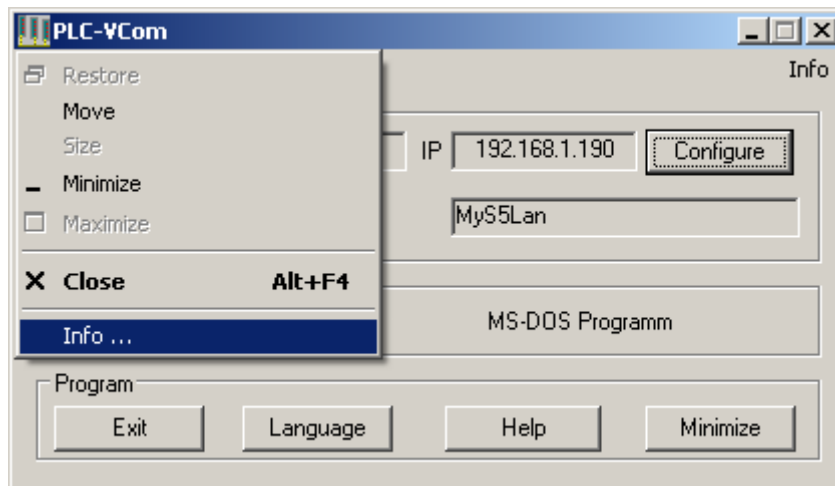 PLC-VCom
Info
Restore
Move
Size
Minimize
Maximize
Close Alt+F4
Info ...
IP 192.168.1.190 Configure
MyS5Lan
MS-DOS Programm
Program
Exit Language Help Minimize